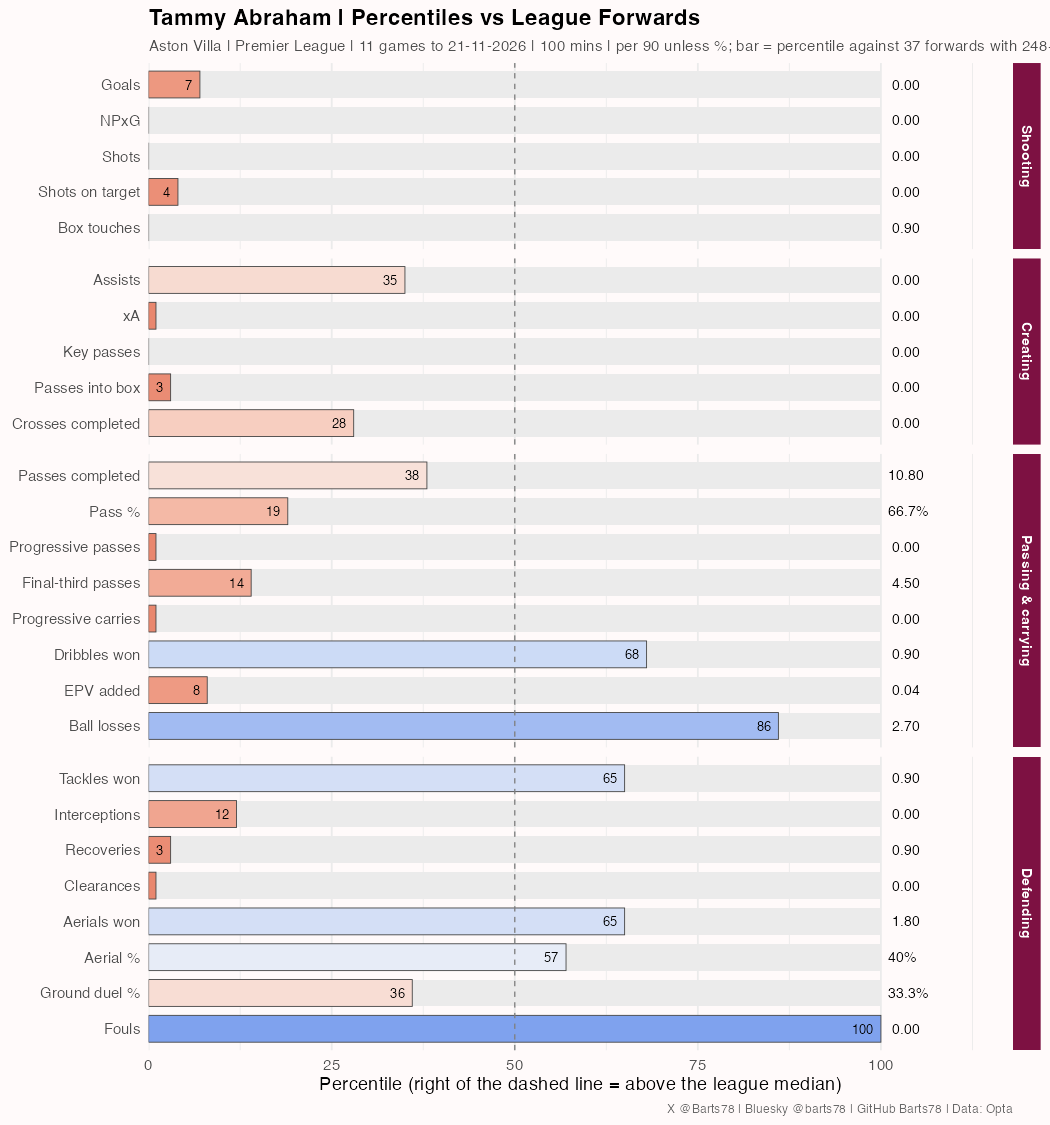 Tammy Abraham | Percentiles vs League Forwards
Aston Villa | Premier League | 11 games to 21-11-2026 | 100 mins | per 90 unless %; bar = percentile against 37 forwards with 248-
Shooting
Goals 7 0.00
NPxG 0.00
Shots 0.00
Shots on target 4 0.00
Box touches 0.90
Creating
Assists 35 0.00
xA 0.00
Key passes 0.00
Passes into box 3 0.00
Crosses completed 28 0.00
Passing & carrying
Passes completed 38 10.80
Pass % 19 66.7%
Progressive passes 0.00
Final-third passes 14 4.50
Progressive carries 0.00
Dribbles won 68 0.90
EPV added 8 0.04
Ball losses 86 2.70
Defending
Tackles won 65 0.90
Interceptions 12 0.00
Recoveries 3 0.90
Clearances 0.00
Aerials won 65 1.80
Aerial % 57 40%
Ground duel % 36 33.3%
Fouls 100 0.00
0 25 50 75 100
Percentile (right of the dashed line = above the league median)
X @Barts78 | Bluesky @barts78 | GitHub Barts78 | Data: Opta